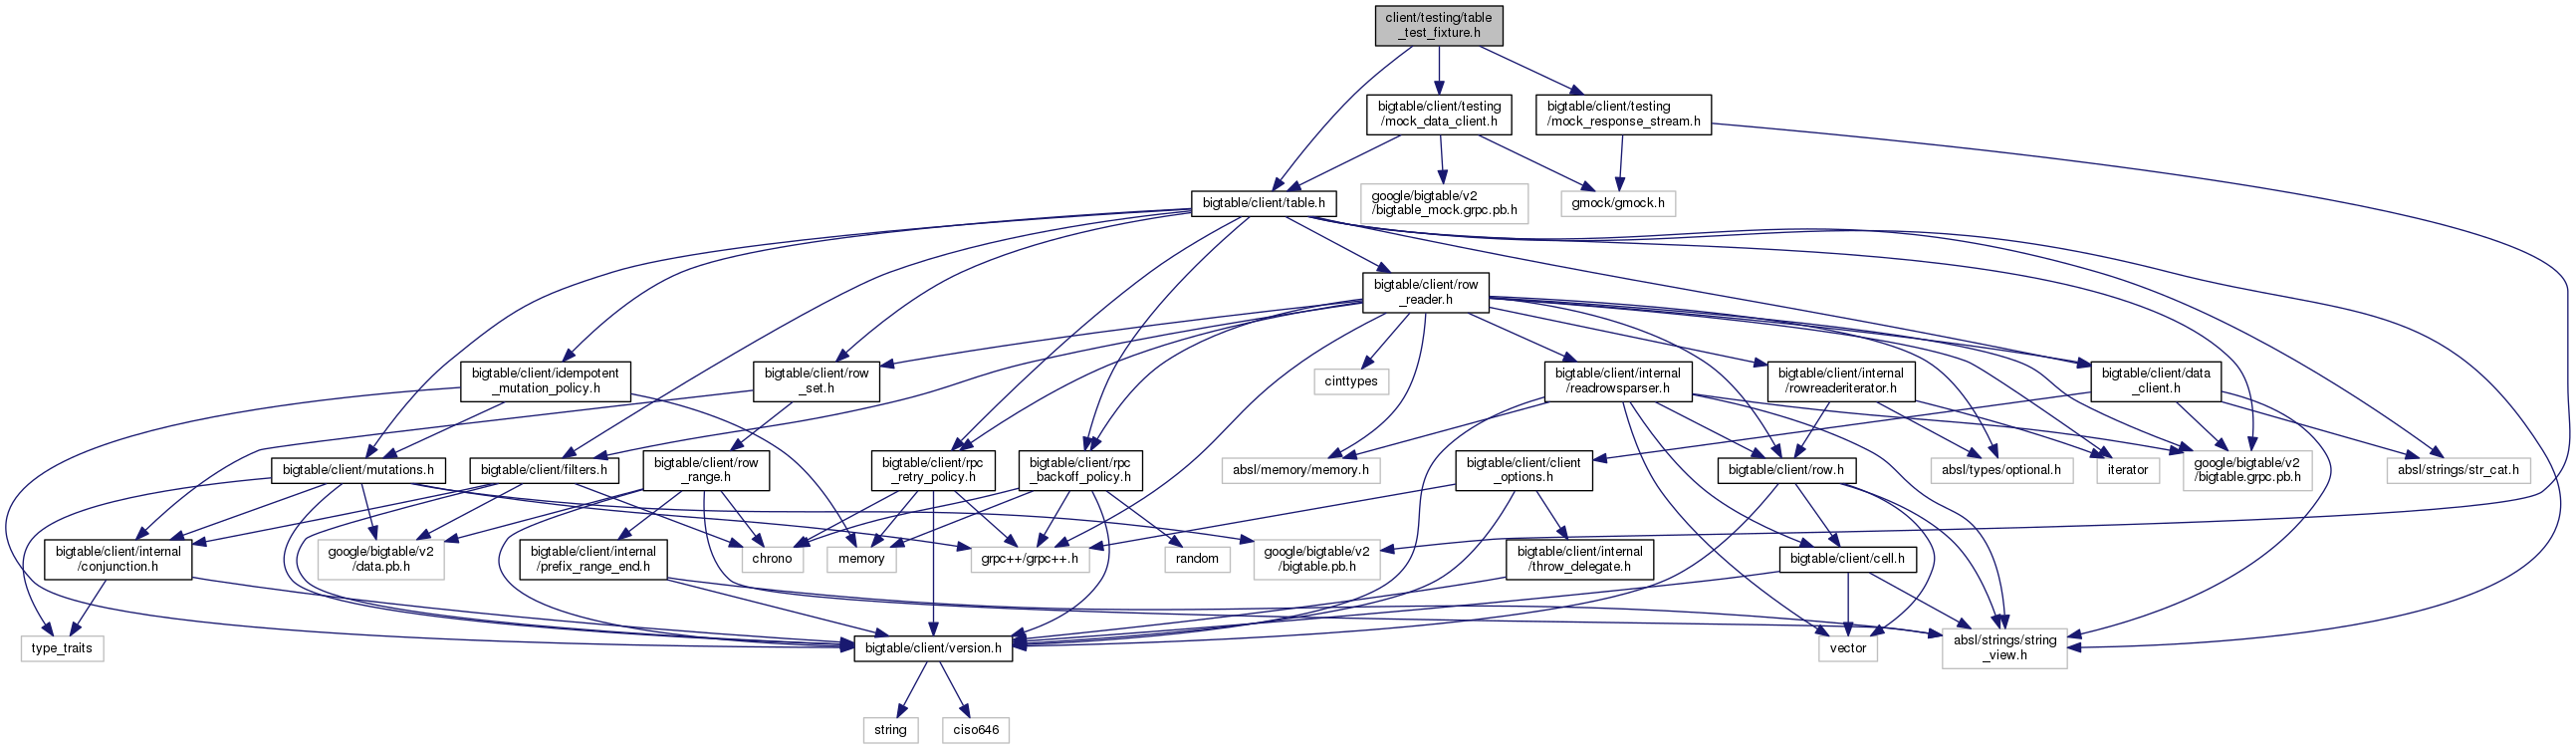 client/testing/table
_test_fixture.h
bigtable/client/testing
/mock_data_client.h
bigtable/client/testing
/mock_response_stream.h
bigtable/client/table.h
google/bigtable/v2
/bigtable_mock.grpc.pb.h
gmock/gmock.h
bigtable/client/row
_reader.h
bigtable/client/idempotent
_mutation_policy.h
bigtable/client/row
_set.h
cinttypes
bigtable/client/internal
/readrowsparser.h
bigtable/client/internal
/rowreaderiterator.h
bigtable/client/data
_client.h
bigtable/client/mutations.h
bigtable/client/filters.h
bigtable/client/row
_range.h
bigtable/client/rpc
_retry_policy.h
bigtable/client/rpc
_backoff_policy.h
absl/memory/memory.h
bigtable/client/client
_options.h
bigtable/client/row.h
absl/types/optional.h
iterator
google/bigtable/v2
/bigtable.grpc.pb.h
absl/strings/str_cat.h
bigtable/client/internal
/conjunction.h
google/bigtable/v2
/data.pb.h
bigtable/client/internal
/prefix_range_end.h
chrono
memory
grpc++/grpc++.h
random
google/bigtable/v2
/bigtable.pb.h
bigtable/client/internal
/throw_delegate.h
bigtable/client/cell.h
type_traits
bigtable/client/version.h
vector
absl/strings/string
_view.h
string
ciso646